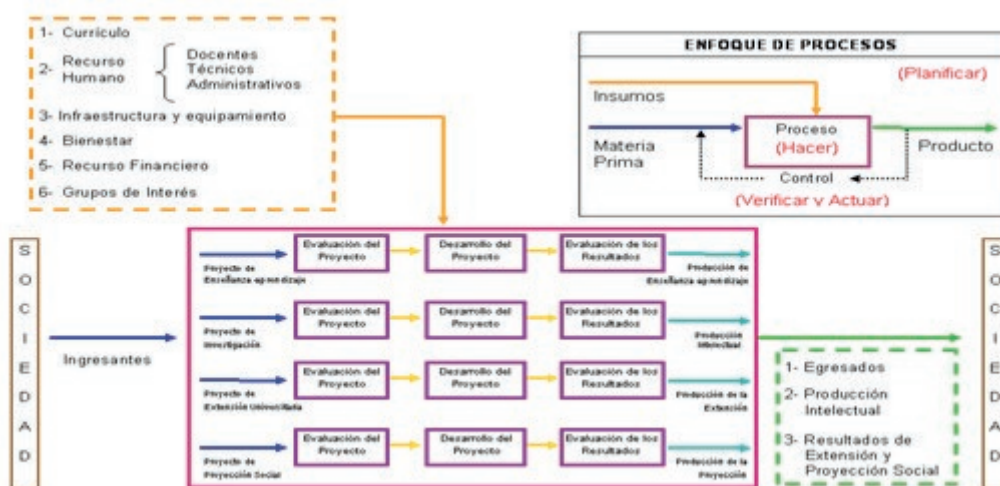 1- Currículo
2- Recurso Humano
Docentes
Técnicos
Administrativos
3- Infraestructura y equipamiento
4- Bienestar
5- Recurso Financiero
6- Grupos de Interés
ENFOQUE DE PROCESOS
(Planificar)
Insumos
Materia Prima
Proceso
(Hacer)
Producto
Control
(Verificar y Actuar)
SOCIEDAD
Ingresantes
Proyecto de
Enseñanza aprendizaje
Evaluación del
Proyecto
Desarrollo del
Proyecto
Evaluación de los
Resultados
Producción de
Enseñanza aprendizaje
Proyecto de
Investigación
Evaluación del
Proyecto
Desarrollo del
Proyecto
Evaluación de los
Resultados
Producción
Intelectual
Proyecto de
Extensión Universitaria
Evaluación del
Proyecto
Desarrollo del
Proyecto
Evaluación de los
Resultados
Producción de la
Extensión
Proyecto de
Proyección Social
Evaluación del
Proyecto
Desarrollo del
Proyecto
Evaluación de los
Resultados
Producción de la
Proyección
1- Egresados
2- Producción
Intelectual
3- Resultados de
Extensión y
Proyección Social
SOCIEDAD